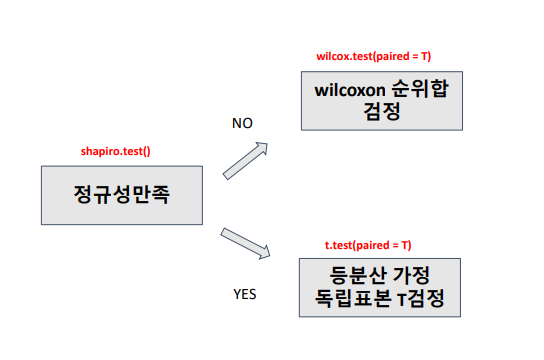 wilcox.test(paired = T)
wilcoxon 순위합
검정
NO
shapiro.test()
정규성만족
t.test(paired = T)
등분산 가정
독립표본 T검정
YES